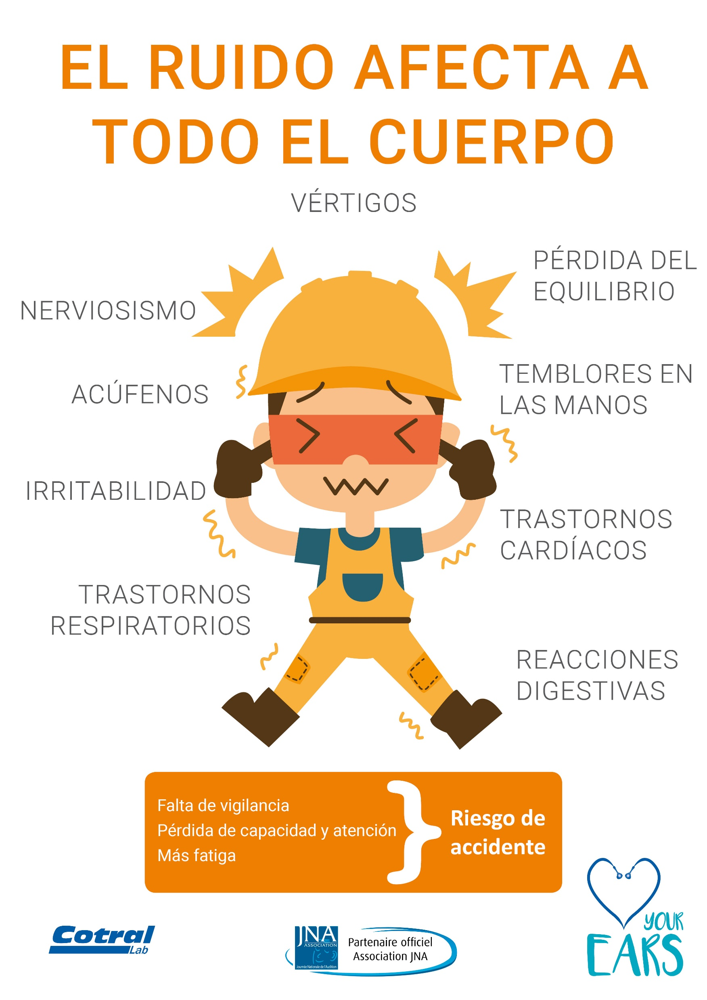 EL RUIDO AFECTA A
TODO EL CUERPO
VÉRTIGOS
PÉRDIDA DEL
EQUILIBRIO
NERVIOSISMO
TEMBLORES EN
LAS MANOS
ACÚFENOS
IRRITABILIDAD
TRASTORNOS
CARDÍACOS
TRASTORNOS
RESPIRATORIOS
REACCIONES
DIGESTIVAS
Falta de vigilancia
Pérdida de capacidad y atención
Más fatiga
Riesgo de
accidente
Cotral
Lab
JNA
ASSOCIATION
Journée Nationale de l'Audition
Partenaire officiel
Association JNA
YOUR
EARS